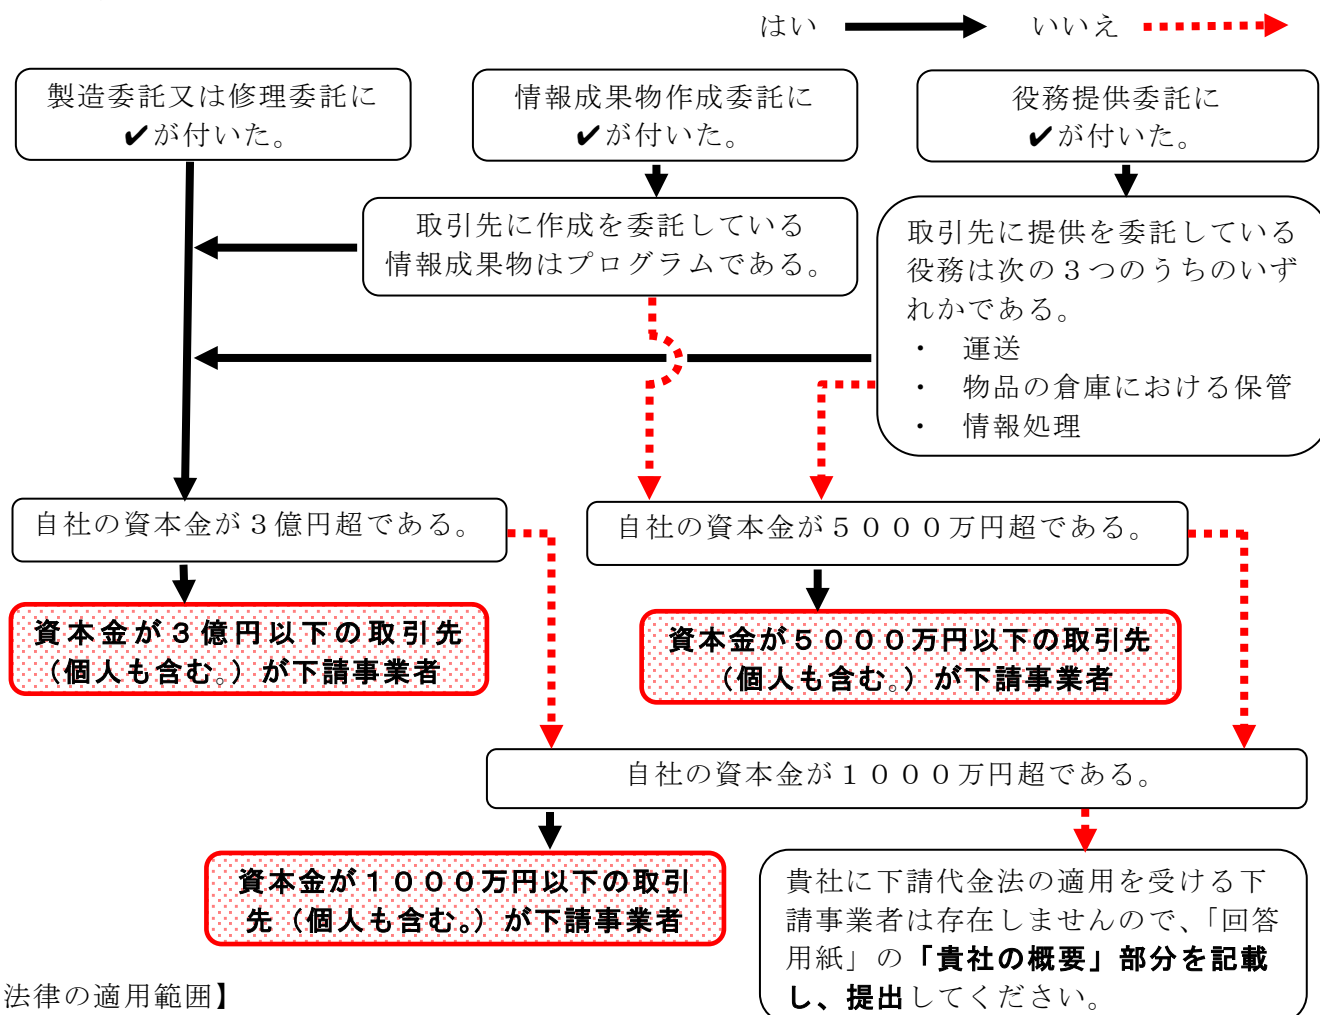 はい
いいえ
製造委託又は修理委託に
✔が付いた。
情報成果物作成委託に
✔が付いた。
役務提供委託に
✔が付いた。
取引先に作成を委託している
情報成果物はプログラムである。
取引先に提供を委託している
役務は次の３つのうちのいず
れかである。
・　運送
・　物品の倉庫における保管
・　情報処理
自社の資本金が３億円超である。
自社の資本金が５０００万円超である。
資本金が３億円以下の取引先
（個人も含む。）が下請事業者
資本金が５０００万円以下の取引先
（個人も含む。）が下請事業者
自社の資本金が１０００万円超である。
資本金が１０００万円以下の取引
先（個人も含む。）が下請事業者
貴社に下請代金法の適用を受ける下
請事業者は存在しませんので、「回答
用紙」の「貴社の概要」部分を記載
し、提出してください。
法律の適用範囲】